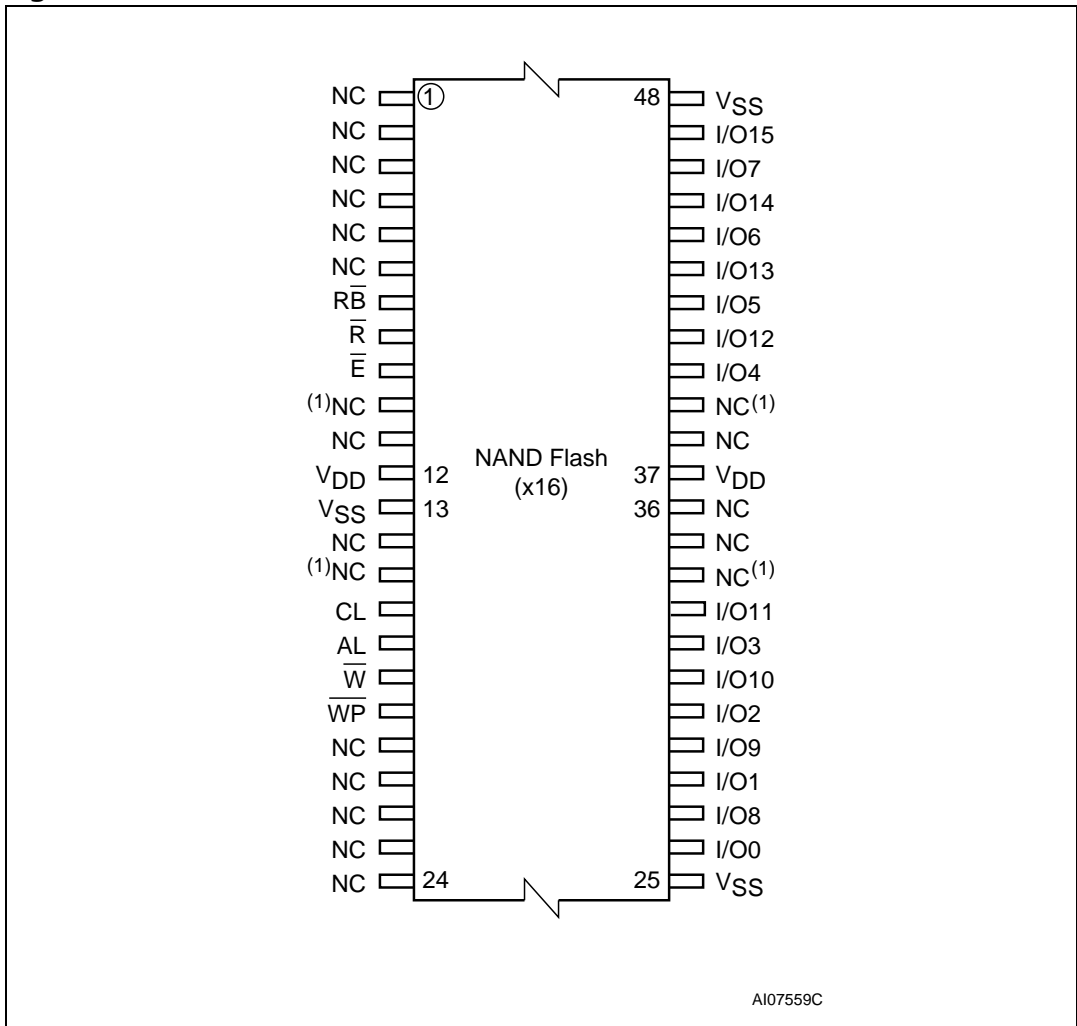 NC 1 48 VSS
NC I/O15
NC I/O7
NC I/O14
NC I/O6
NC I/O13
RB̅ I/O5
R̅ I/O12
E̅ I/O4
(1)NC NC(1)
NC NC
VDD 12 NAND Flash 37 VDD
(x16)
VSS 13 36 NC
NC NC
(1)NC NC(1)
CL I/O11
AL I/O3
W̅ I/O10
W̅P̅ I/O2
NC I/O9
NC I/O1
NC I/O8
NC I/O0
NC 24 25 VSS
AI07559C